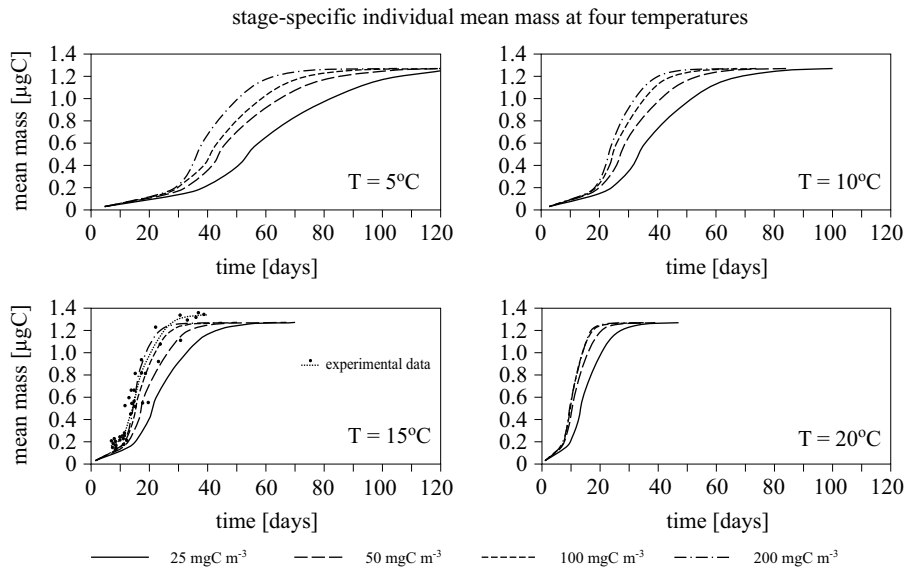 stage-specific individual mean mass at four temperatures
mean mass [µgC]
1.4
1.2
1.0
0.8
0.6
0.4
0.2
0
T = 5°C
0 20 40 60 80 100 120
time [days]
1.4
1.2
1.0
0.8
0.6
0.4
0.2
0
T = 10°C
0 20 40 60 80 100 120
time [days]
mean mass [µgC]
1.4
1.2
1.0
0.8
0.6
0.4
0.2
0
experimental data
T = 15°C
0 20 40 60 80 100 120
time [days]
1.4
1.2
1.0
0.8
0.6
0.4
0.2
0
T = 20°C
0 20 40 60 80 100 120
time [days]
25 mgC m⁻³ 50 mgC m⁻³ 100 mgC m⁻³ 200 mgC m⁻³